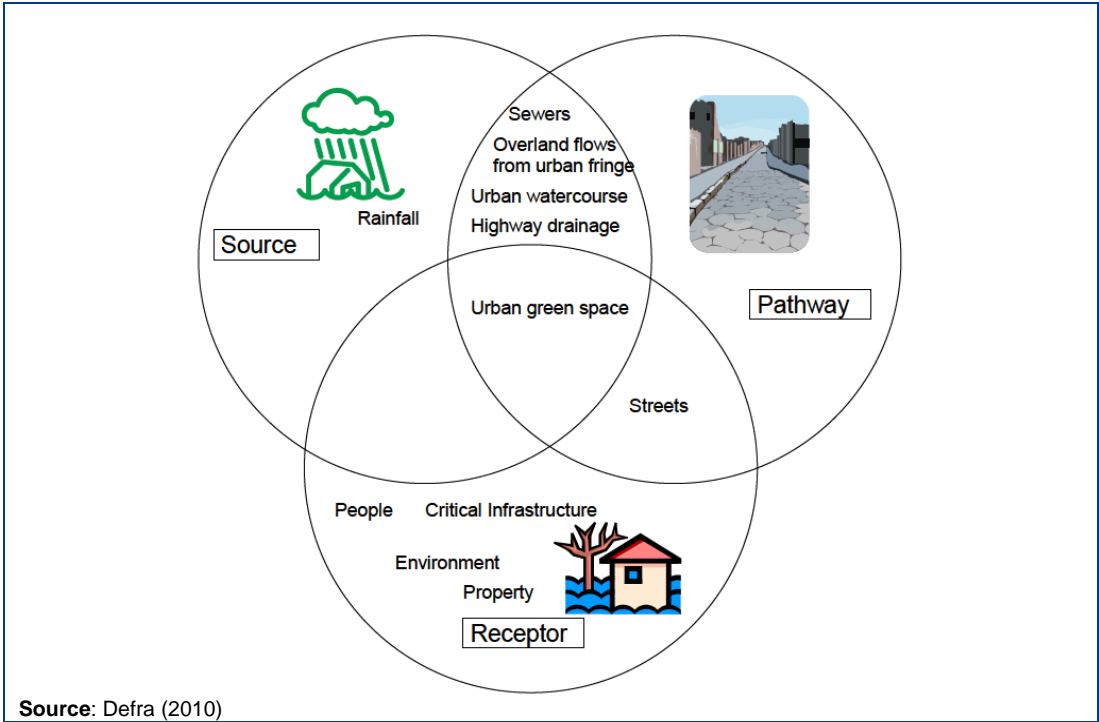 Sewers
Overland flows
from urban fringe
Urban watercourse
Highway drainage
Rainfall
Source
Urban green space
Pathway
Streets
People
Critical Infrastructure
Environment
Property
Receptor
Source: Defra (2010)